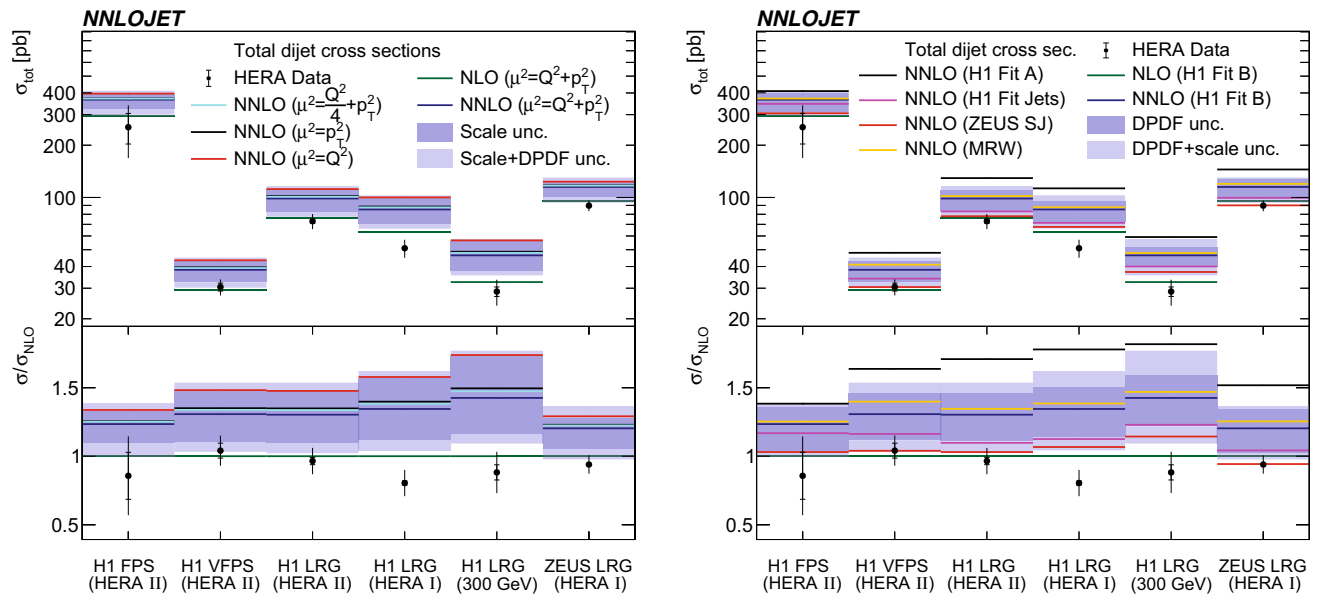 NNLOJET
σtot [pb]
Total dijet cross sections
HERA Data
NNLO (μ²=Q²/4+p_T²)
NNLO (μ²=p_T²)
NNLO (μ²=Q²)
NLO (μ²=Q²+p_T²)
NNLO (μ²=Q²+p_T²)
Scale unc.
Scale+DPDF unc.
400
300
200
100
40
30
20
σ/σNLO
1.5
1
0.5
H1 FPS
(HERA II)
H1 VFPS
(HERA II)
H1 LRG
(HERA II)
H1 LRG
(HERA I)
H1 LRG
(300 GeV)
ZEUS LRG
(HERA I)
NNLOJET
σtot [pb]
Total dijet cross sec.
NNLO (H1 Fit A)
NNLO (H1 Fit Jets)
NNLO (ZEUS SJ)
NNLO (MRW)
HERA Data
NLO (H1 Fit B)
NNLO (H1 Fit B)
DPDF unc.
DPDF+scale unc.
400
300
200
100
40
30
20
σ/σNLO
1.5
1
0.5
H1 FPS
(HERA II)
H1 VFPS
(HERA II)
H1 LRG
(HERA II)
H1 LRG
(HERA I)
H1 LRG
(300 GeV)
ZEUS LRG
(HERA I)